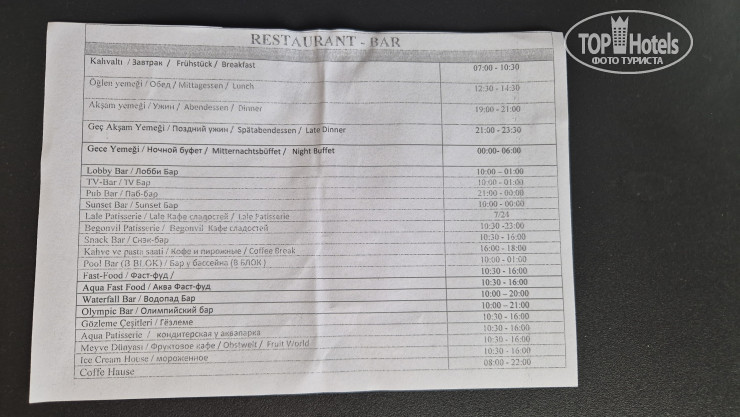 TOP Hotels
ФОТО ТУРИСТА
RESTAURANT - BAR
Kahvaltı / Завтрак / Frühstück / Breakfast 07:00 - 10:30
Öğlen yemeği / Обед / Mittagesten / Lunch 12:30 - 14:30
Akşam yemeği / Ужин / Abendessen / Dinner 19:00 - 21:00
Geç Akşam Yemeği / Поздний ужин / Spätabendessen / Late Dinner 21:00 - 23:30
Gece Yemeği / Ночной буфет / Mitternachtsbüffet / Night Buffet 00:00- 06:00
Lobby Bar / Лобби Бар 10:00 – 01:00
TV-Bar / TV Бар 10:00 - 01:00
Pub Bar / Паб-бар 21:00 - 00:00
Sunset Bar / Sunset Бар 10:00 - 00:00
Lale Patisserie / Lale Кафе сладостей / Lale Patisserie 7/24
Begonvil Patisserie / Begonvil Кафе сладостей 10:30 -23:00
Snack Bar / Снэк-бар 10:30 - 16:00
Kahve ve pasta saati / Кофе и пирожные / Coffee Break 16:00 - 18:00
Pool Bar (B BLOK) / Бар у бассейна (B БЛОК ) 10:00 - 01:00
Fast-Food / Фаст-фуд / 10:30 - 16:00
Aqua Fast Food / Аква Фаст-фуд 10:30 - 16:00
Waterfall Bar / Водопад Бар 10:00 – 20:00
Olympic Bar / Олимпийский бар 10:00 – 21:00
Gözleme Çeşitleri / Гёзлеме 10:30 - 16:00
Aqua Patisserie / кондитерская у аквапарка 10:30 - 16:00
Meyve Dünyası / Фруктовое кафе / Obstwelt / Fruit World 10:30 - 16:00
Ice Cream House / мороженное 10:30 - 16:00
Coffe Hause 08:00 - 22:00